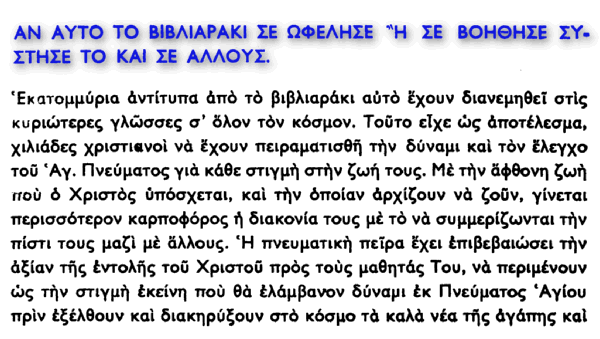 ΑΝ ΑΥΤΟ ΤΟ ΒΙΒΛΙΑΡΑΚΙ ΣΕ ΩΦΕΛΗΣΕ Ἢ ΣΕ ΒΟΗΘΗΣΕ ΣΥ-
ΣΤΗΣΕ ΤΟ ΚΑΙ ΣΕ ΑΛΛΟΥΣ.
Ἑκατομμύρια ἀντίτυπα ἀπὸ τὸ βιβλιαράκι αὐτὸ ἔχουν διανεμηθεῖ στὶς
κυριώτερες γλῶσσες σ' ὅλον τὸν κόσμον. Τοῦτο εἶχε ὡς ἀποτέλεσμα,
χιλιάδες χριστιανοὶ νὰ ἔχουν πειραματισθῆ τὴν δύναμι καὶ τὸν ἔλεγχο
τοῦ Ἁγ. Πνεύματος γιὰ κάθε στιγμὴ στὴν ζωή τους. Μὲ τὴν ἄφθονη ζωὴ
ποὺ ὁ Χριστὸς ὑπόσχεται, καὶ τὴν ὁποίαν ἀρχίζουν νὰ ζοῦν, γίνεται
περισσότερον καρποφόρος ἡ διακονία τους μὲ τὸ νὰ συμμερίζωνται τὴν
πίστι τους μαζὶ μὲ ἄλλους. Ἡ πνευματικὴ πεῖρα ἔχει ἐπιβεβαιώσει τὴν
ἀξίαν τῆς ἐντολῆς τοῦ Χριστοῦ πρὸς τοὺς μαθητάς Του, νὰ περιμένουν
ὡς τὴν στιγμὴ ἐκείνη ποὺ θὰ ἐλάμβανον δύναμι ἐκ Πνεύματος Ἁγίου
πρὶν ἐξέλθουν καὶ διακηρύξουν στὸ κόσμο τὰ καλὰ νέα τῆς ἀγάπης καὶ